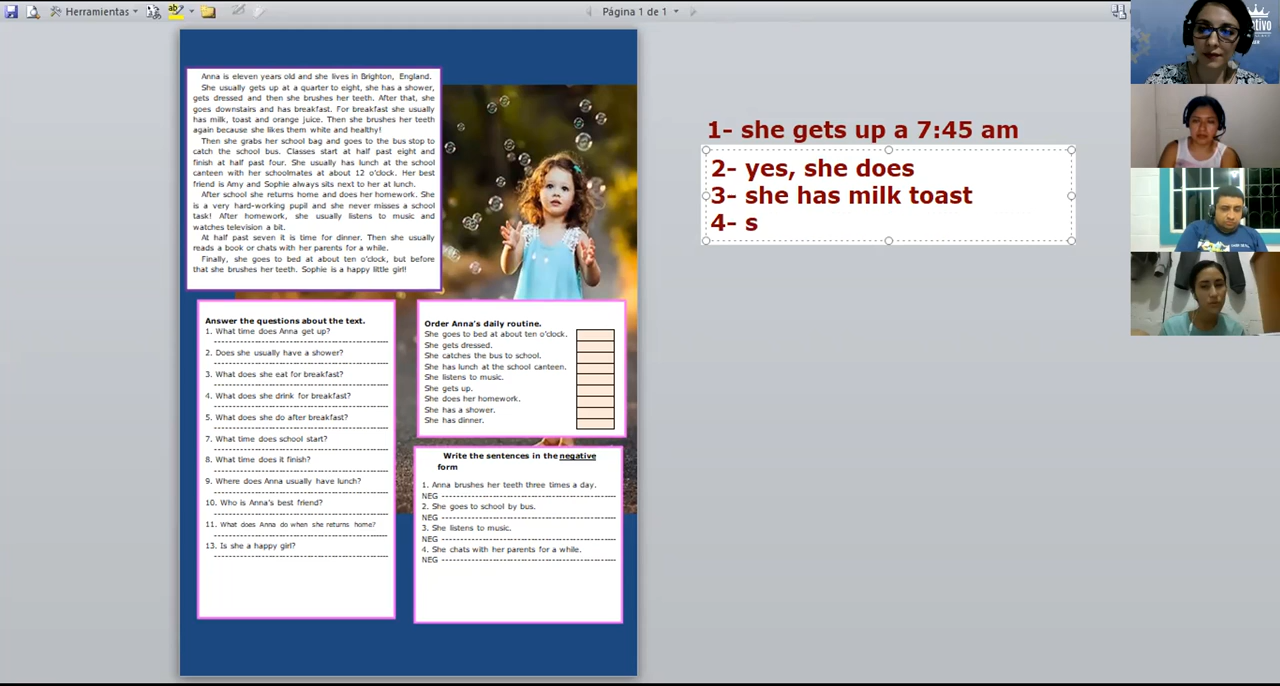 Herramientas
Página 1 de 1
Anna is eleven years old and she lives in Brighton, England.
She usually gets up at a quarter to eight, she has a shower,
gets dressed and then she brushes her teeth. After that, she
goes downstairs and has breakfast. For breakfast she usually
has milk, toast and orange juice. Then she brushes her teeth
again because she likes them white and healthy!
Then she grabs her school bag and goes to the bus stop to
catch the school bus. Classes start at half past eight and
finish at half past four. She usually has lunch at the school
canteen with her schoolmates at about 12 o'clock. Her best
friend is Amy and Sophie always sits next to her at lunch.
After school she returns home and does her homework. She
is a very hard-working pupil and she never misses a school
task! After homework, she usually listens to music and
watches television a bit.
At half past seven it is time for dinner. Then she usually
reads a book or chats with her parents for a while.
Finally, she goes to bed at about ten o'clock, but before
that she brushes her teeth. Sophie is a happy little girl!
Answer the questions about the text.
1. What time does Anna get up?
2. Does she usually have a shower?
3. What does she eat for breakfast?
4. What does she drink for breakfast?
5. What does she do after breakfast?
7. What time does school start?
8. What time does it finish?
9. Where does Anna usually have lunch?
10. Who is Anna's best friend?
11. What does Anna do when she returns home?
13. Is she a happy girl?
Order Anna's daily routine.
She goes to bed at about ten o'clock.
She gets dressed.
She catches the bus to school.
She has lunch at the school canteen.
She listens to music.
She gets up.
She does her homework.
She has a shower.
She has dinner.
Write the sentences in the negative
form
1. Anna brushes her teeth three times a day.
NEG
2. She goes to school by bus.
NEG
3. She listens to music.
NEG
4. She chats with her parents for a while.
NEG
1- she gets up a 7:45 am
2- yes, she does
3- she has milk toast
4- s